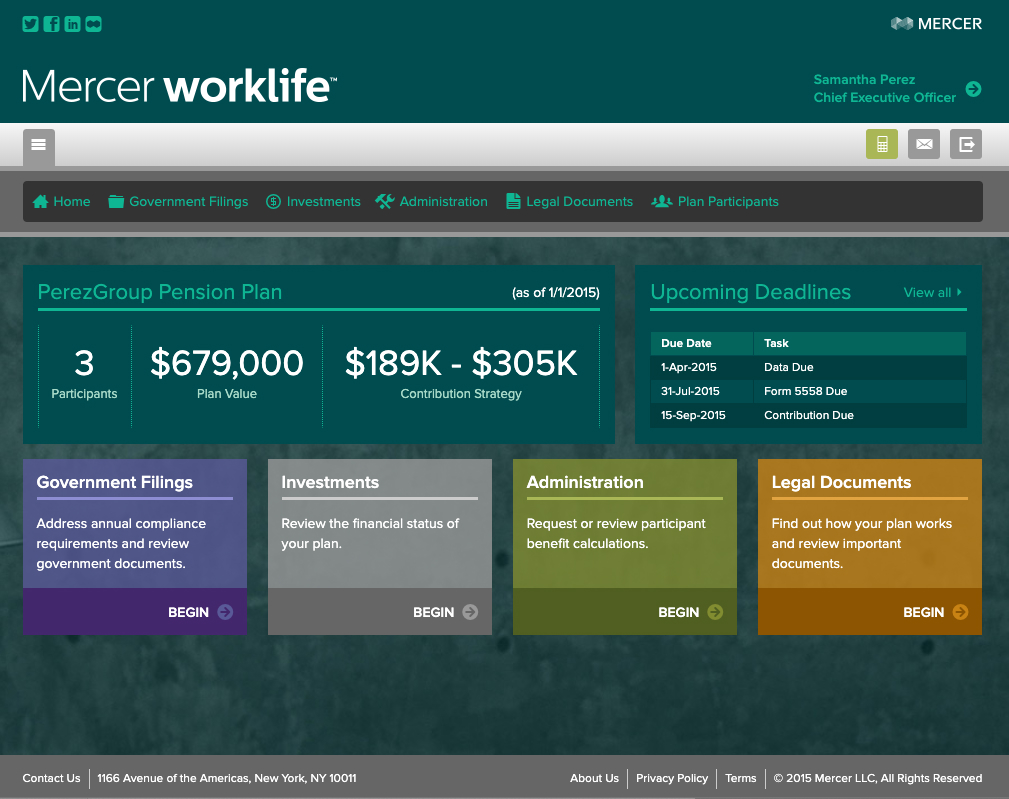 MERCER
Mercer worklife™
Samantha Perez
Chief Executive Officer
Home Government Filings Investments Administration Legal Documents Plan Participants
PerezGroup Pension Plan (as of 1/1/2015)
3 $679,000 $189K - $305K
Participants Plan Value Contribution Strategy
Upcoming Deadlines View all
Due Date Task
1-Apr-2015 Data Due
31-Jul-2015 Form 5558 Due
15-Sep-2015 Contribution Due
Government Filings
Address annual compliance
requirements and review
government documents.
BEGIN
Investments
Review the financial status of
your plan.
BEGIN
Administration
Request or review participant
benefit calculations.
BEGIN
Legal Documents
Find out how your plan works
and review important
documents.
BEGIN
Contact Us 1166 Avenue of the Americas, New York, NY 10011 About Us Privacy Policy Terms © 2015 Mercer LLC, All Rights Reserved